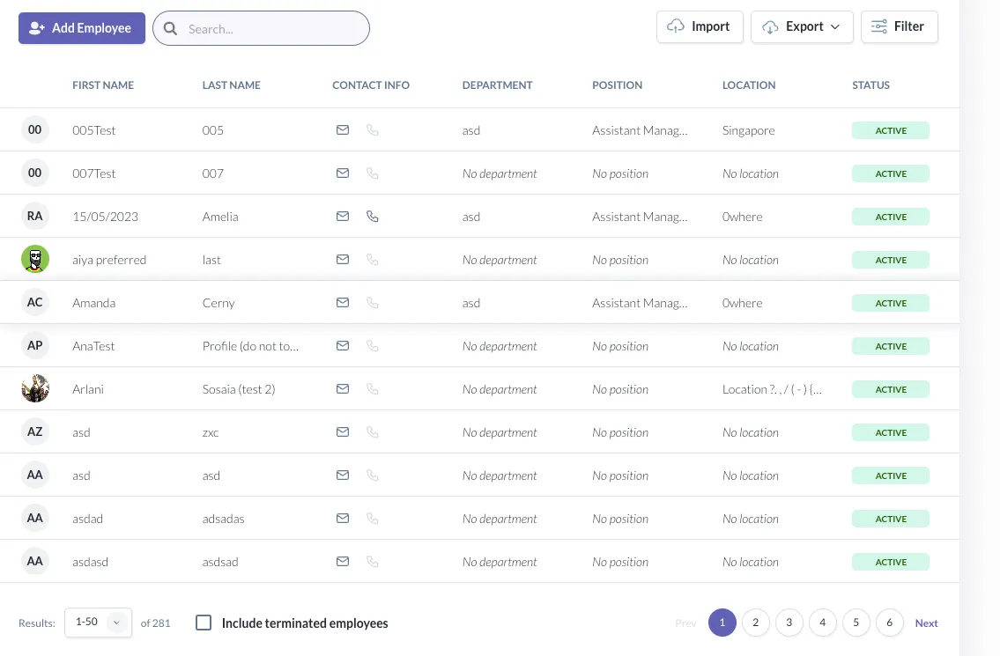 Add Employee Search... Import Export Filter
FIRST NAME LAST NAME CONTACT INFO DEPARTMENT POSITION LOCATION STATUS
00 005Test 005 asd Assistant Manag... Singapore ACTIVE
00 007Test 007 No department No position No location ACTIVE
RA 15/05/2023 Amelia asd Assistant Manag... 0where ACTIVE
aiya preferred last No department No position No location ACTIVE
AC Amanda Cerny asd Assistant Manag... 0where ACTIVE
AP AnaTest Profile (do not to... No department No position No location ACTIVE
Arlani Sosaia (test 2) No department No position Location ?. , / ( - ) {... ACTIVE
AZ asd zxc No department No position No location ACTIVE
AA asd asd No department No position No location ACTIVE
AA asdad adsadas No department No position No location ACTIVE
AA asdasd asdsad No department No position No location ACTIVE
Results: 1-50 of 281 Include terminated employees Prev 1 2 3 4 5 6 Next